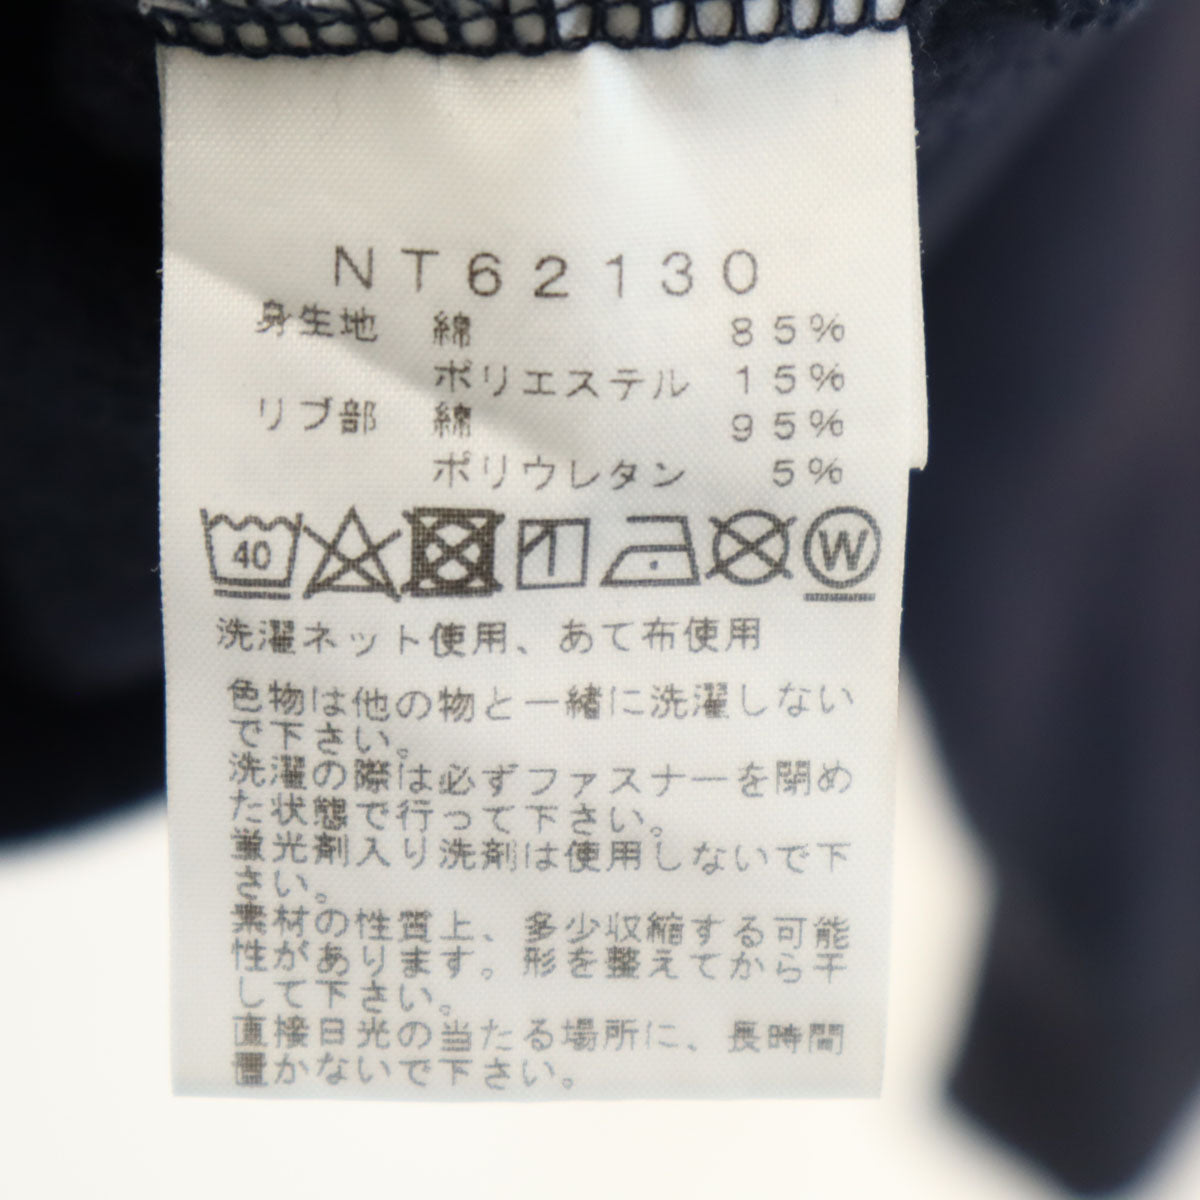 NT62130
身生地 綿 85%
ポリエステル 15%
リブ部 綿 95%
ポリウレタン 5%
40 W
洗濯ネット使用、あて布使用
色物は他の物と一緒に洗濯しない
で下さい。
洗濯の際は必ずファスナーを閉め
た状態で行って下さい。
蛍光剤入り洗剤は使用しないで下
さい。
素材の性質上、多少収縮する可能
性があります。形を整えてから干
して下さい。
直接日光の当たる場所に、長時間
置かないで下さい。